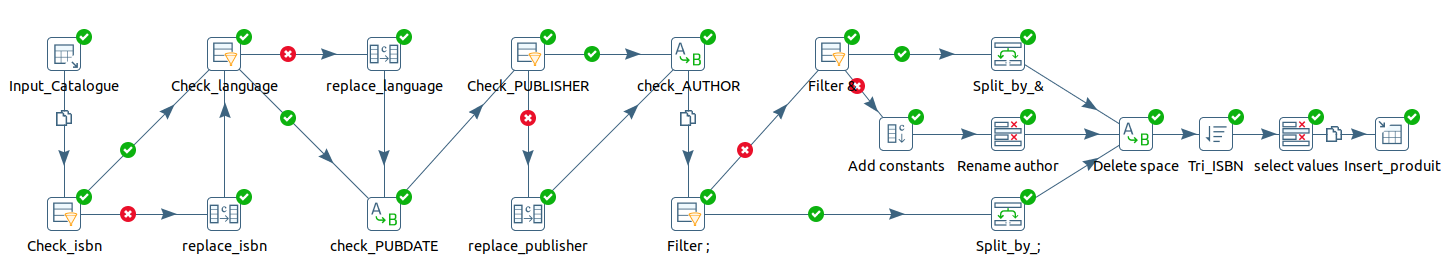 Input_Catalogue
Check_language
replace_language
Check_PUBLISHER
check_AUTHOR
Filter &
Split_by_&
Add constants
Rename author
Delete space
Tri_ISBN
select values
Insert_produit
Check_isbn
replace_isbn
check_PUBDATE
replace_publisher
Filter ;
Split_by_;